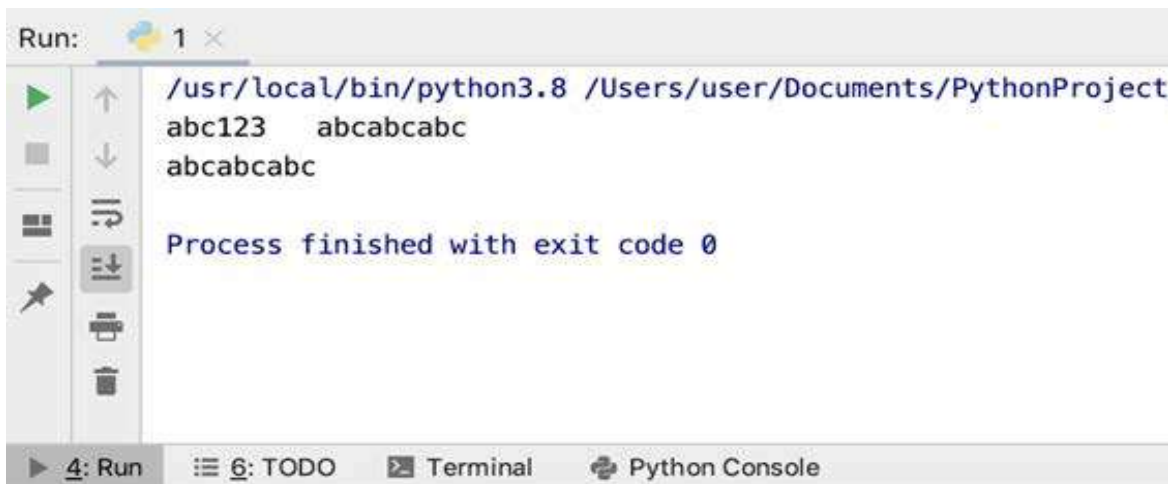 Run: 1
/usr/local/bin/python3.8 /Users/user/Documents/PythonProject
abc123   abcabcabc
abcabcabc
Process finished with exit code 0
4: Run 6: TODO Terminal Python Console